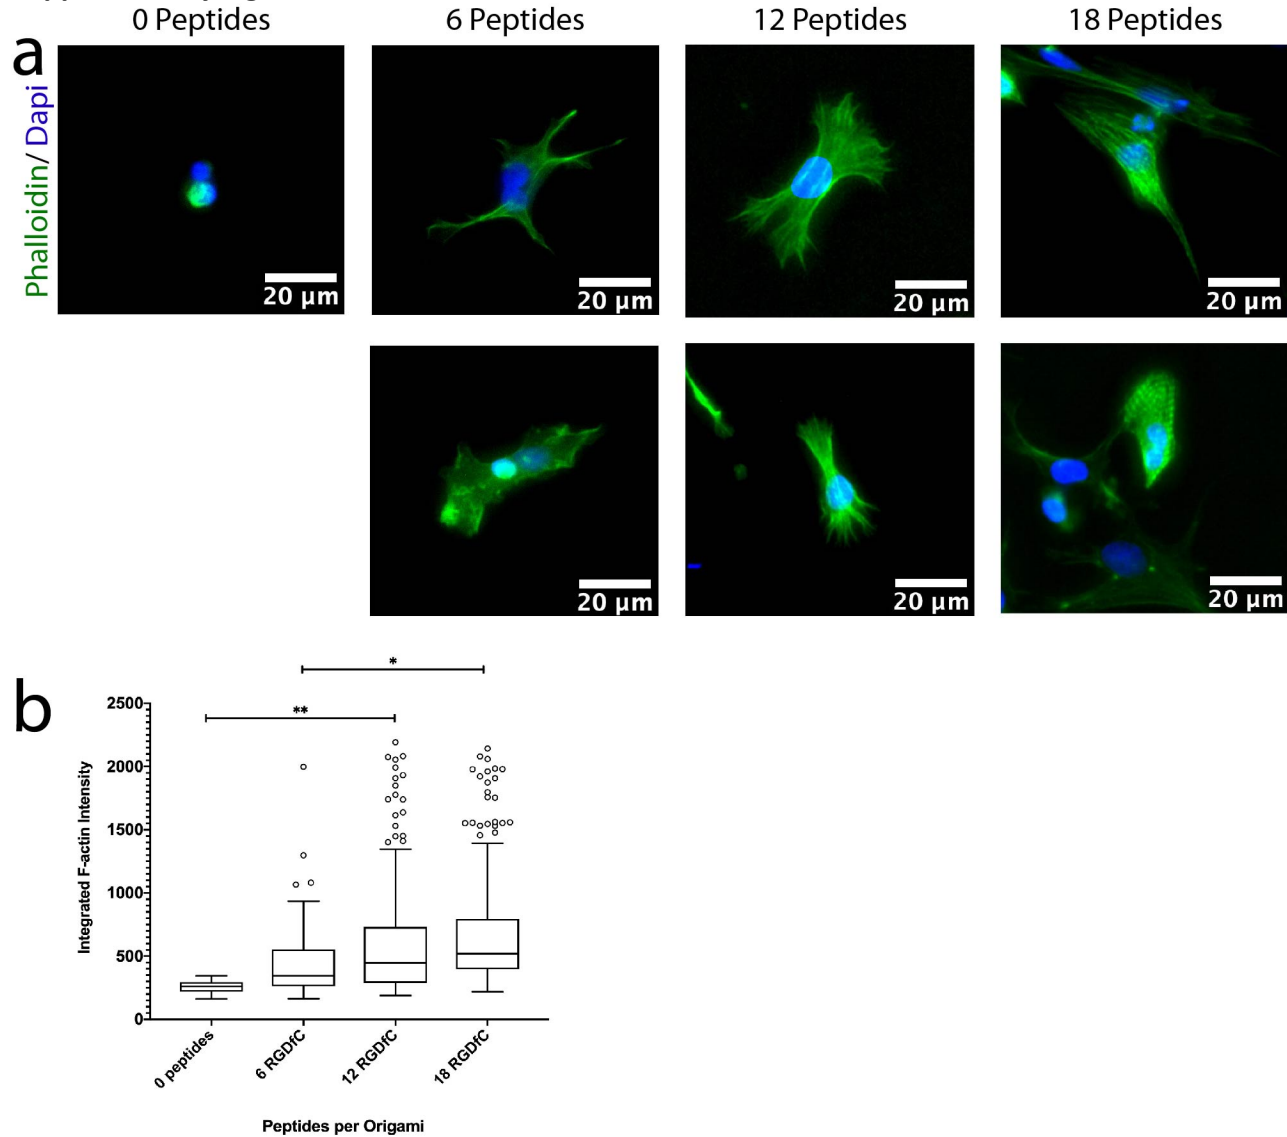 0 Peptides
6 Peptides
12 Peptides
18 Peptides
a
Phalloidin/ Dapi
20 µm
20 µm
20 µm
20 µm
20 µm
20 µm
20 µm
b
*
**
2500
2000
1500
1000
500
0
Integrated F-actin Intensity
0 peptides
6 RGDfC
12 RGDfC
18 RGDfC
Peptides per Origami